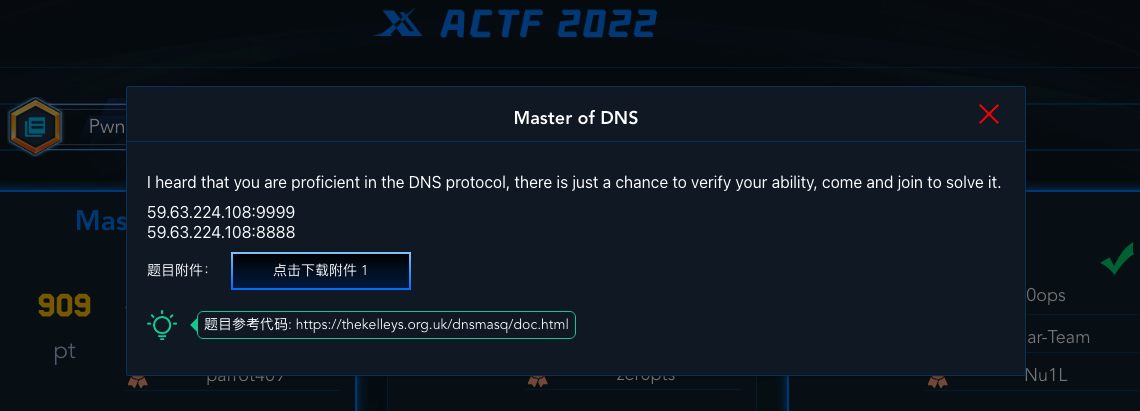 ACTF 2022
Pwn
Master of DNS
I heard that you are proficient in the DNS protocol, there is just a chance to verify your ability, come and join to solve it.
59.63.224.108:9999
59.63.224.108:8888
题目附件:
点击下载附件 1
题目参考代码: https://thekelleys.org.uk/dnsmasq/doc.html
Mas
909
pt
0ops
ar-Team
parrot409
zer0pts
Nu1L